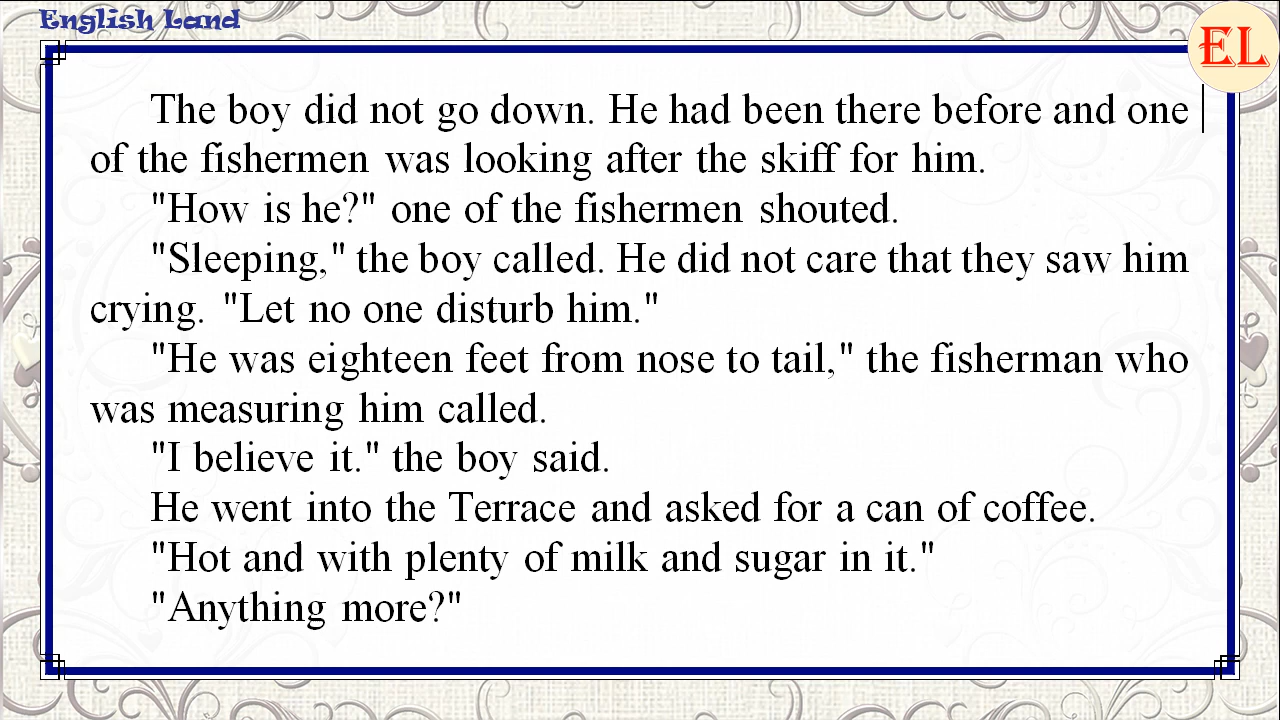 English Land
EL
The boy did not go down. He had been there before and one
of the fishermen was looking after the skiff for him.
"How is he?" one of the fishermen shouted.
"Sleeping," the boy called. He did not care that they saw him
crying. "Let no one disturb him."
"He was eighteen feet from nose to tail," the fisherman who
was measuring him called.
"I believe it." the boy said.
He went into the Terrace and asked for a can of coffee.
"Hot and with plenty of milk and sugar in it."
"Anything more?"